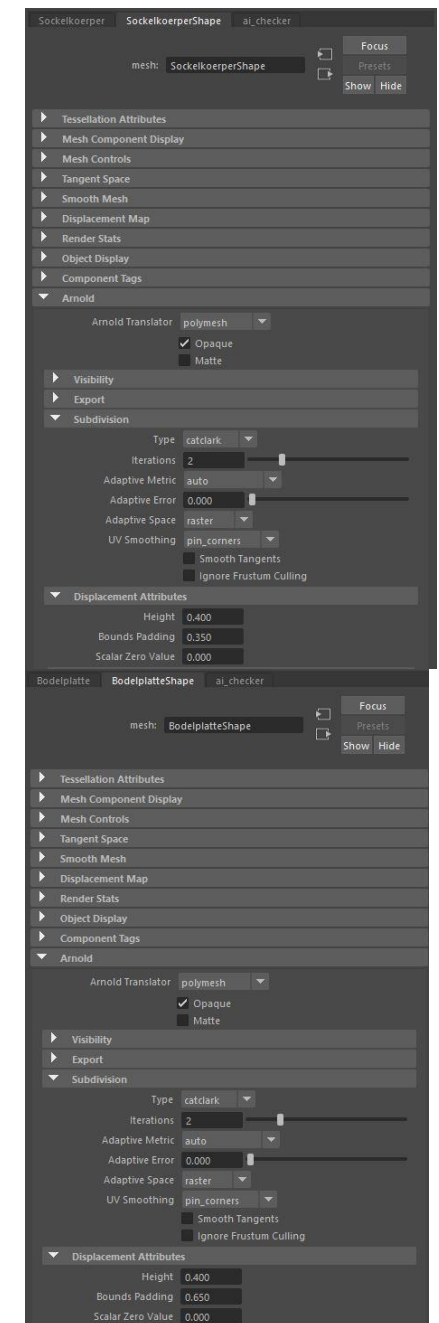 Sockelkoerper SockelkoerperShape ai_checker
Focus
mesh: SockelkoerperShape
Presets
Show Hide
Tessellation Attributes
Mesh Component Display
Mesh Controls
Tangent Space
Smooth Mesh
Displacement Map
Render Stats
Object Display
Component Tags
Arnold
Arnold Translator polymesh
Opaque
Matte
Visibility
Export
Subdivision
Type catclark
Iterations 2
Adaptive Metric auto
Adaptive Error 0.000
Adaptive Space raster
UV Smoothing pin_corners
Smooth Tangents
Ignore Frustum Culling
Displacement Attributes
Height 0.400
Bounds Padding 0.350
Scalar Zero Value 0.000
Bodelplatte BodelplatteShape ai_checker
Focus
mesh: BodelplatteShape
Presets
Show Hide
Tessellation Attributes
Mesh Component Display
Mesh Controls
Tangent Space
Smooth Mesh
Displacement Map
Render Stats
Object Display
Component Tags
Arnold
Arnold Translator polymesh
Opaque
Matte
Visibility
Export
Subdivision
Type catclark
Iterations 2
Adaptive Metric auto
Adaptive Error 0.000
Adaptive Space raster
UV Smoothing pin_corners
Smooth Tangents
Ignore Frustum Culling
Displacement Attributes
Height 0.400
Bounds Padding 0.650
Scalar Zero Value 0.000